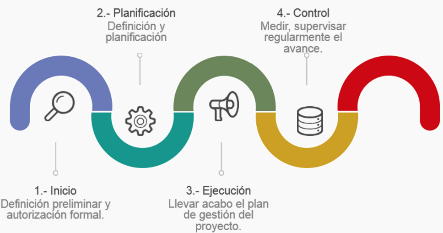 2.- Planificación
Definición y
planificación
4.- Control
Medir, supervisar
regularmente el
avance.
1.- Inicio
Definición preliminar y
autorización formal.
3.- Ejecución
Llevar acabo el plan
de gestión del
proyecto.